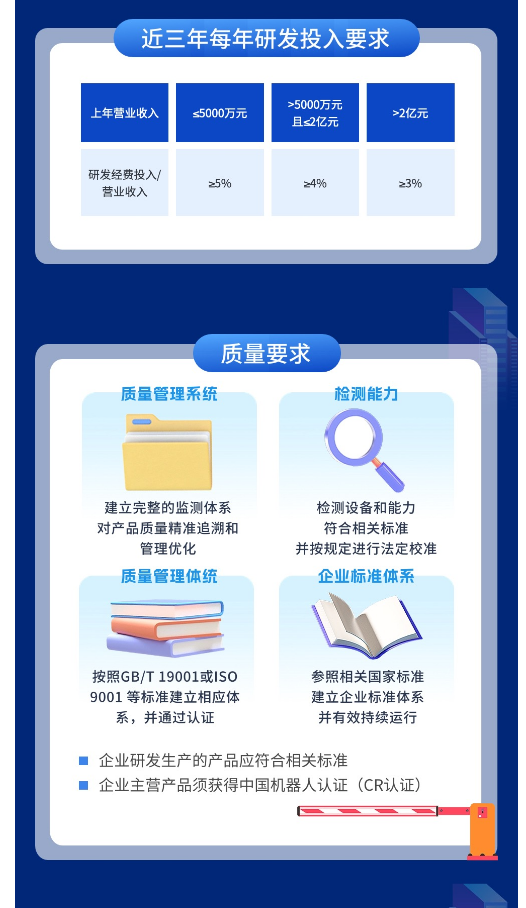 近三年每年研发投入要求
上年营业收入
≤5000万元
>5000万元
且≤2亿元
>2亿元
研发经费投入/
营业收入
≥5%
≥4%
≥3%
质量要求
质量管理系统
建立完整的监测体系
对产品质量精准追溯和
管理优化
检测能力
检测设备和能力
符合相关标准
并按规定进行法定校准
质量管理体统
按照GB/T 19001或ISO
9001 等标准建立相应体
系，并通过认证
企业标准体系
参照相关国家标准
建立企业标准体系
并有效持续运行
企业研发生产的产品应符合相关标准
企业主营产品须获得中国机器人认证（CR认证）